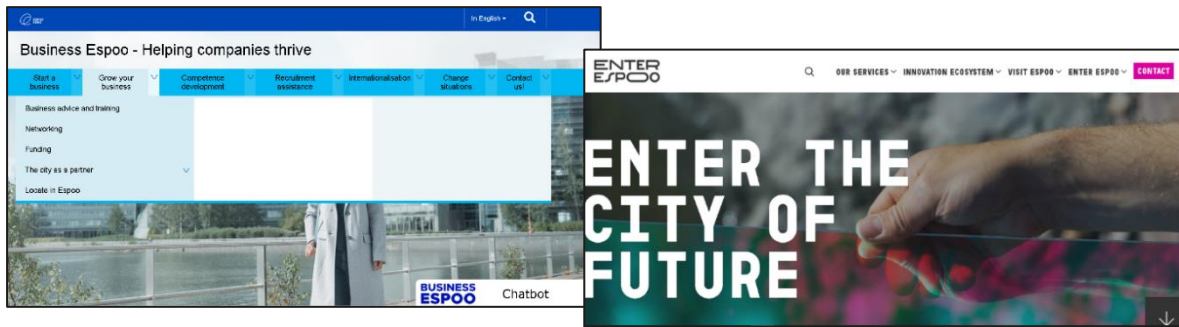 In English
Business Espoo - Helping companies thrive
Start a business
Grow your business
Competence development
Recruitment assistance
Internationalisation
Change situations
Contact us!
Business advice and training
Networking
Funding
The city as a partner
Locate in Espoo
BUSINESS ESPOO
Chatbot
ENTER ESPOO
OUR SERVICES
INNOVATION ECOSYSTEM
VISIT ESPOO
ENTER ESPOO
CONTACT
ENTER THE
CITY OF
FUTURE